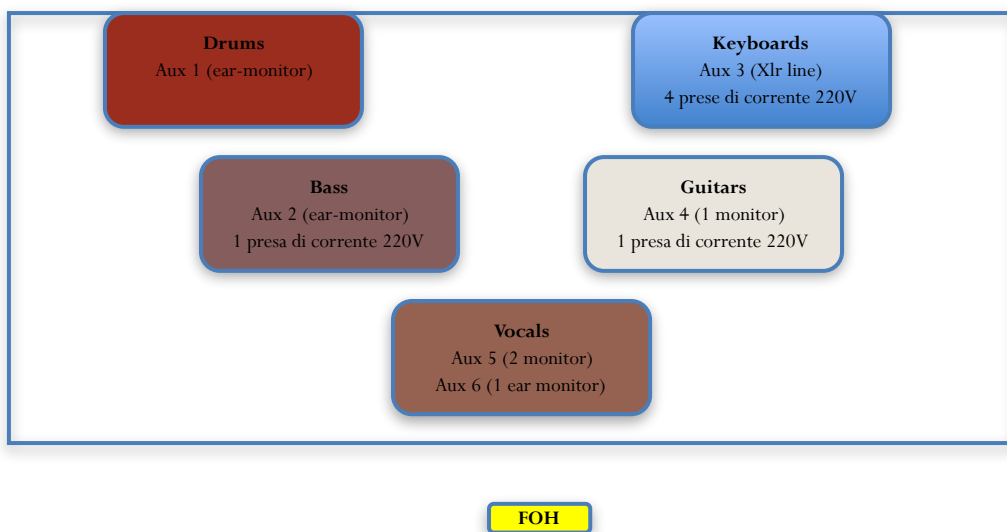 Drums
Aux 1 (ear-monitor)
Keyboards
Aux 3 (Xlr line)
4 prese di corrente 220V
Bass
Aux 2 (ear-monitor)
1 presa di corrente 220V
Guitars
Aux 4 (1 monitor)
1 presa di corrente 220V
Vocals
Aux 5 (2 monitor)
Aux 6 (1 ear monitor)
FOH